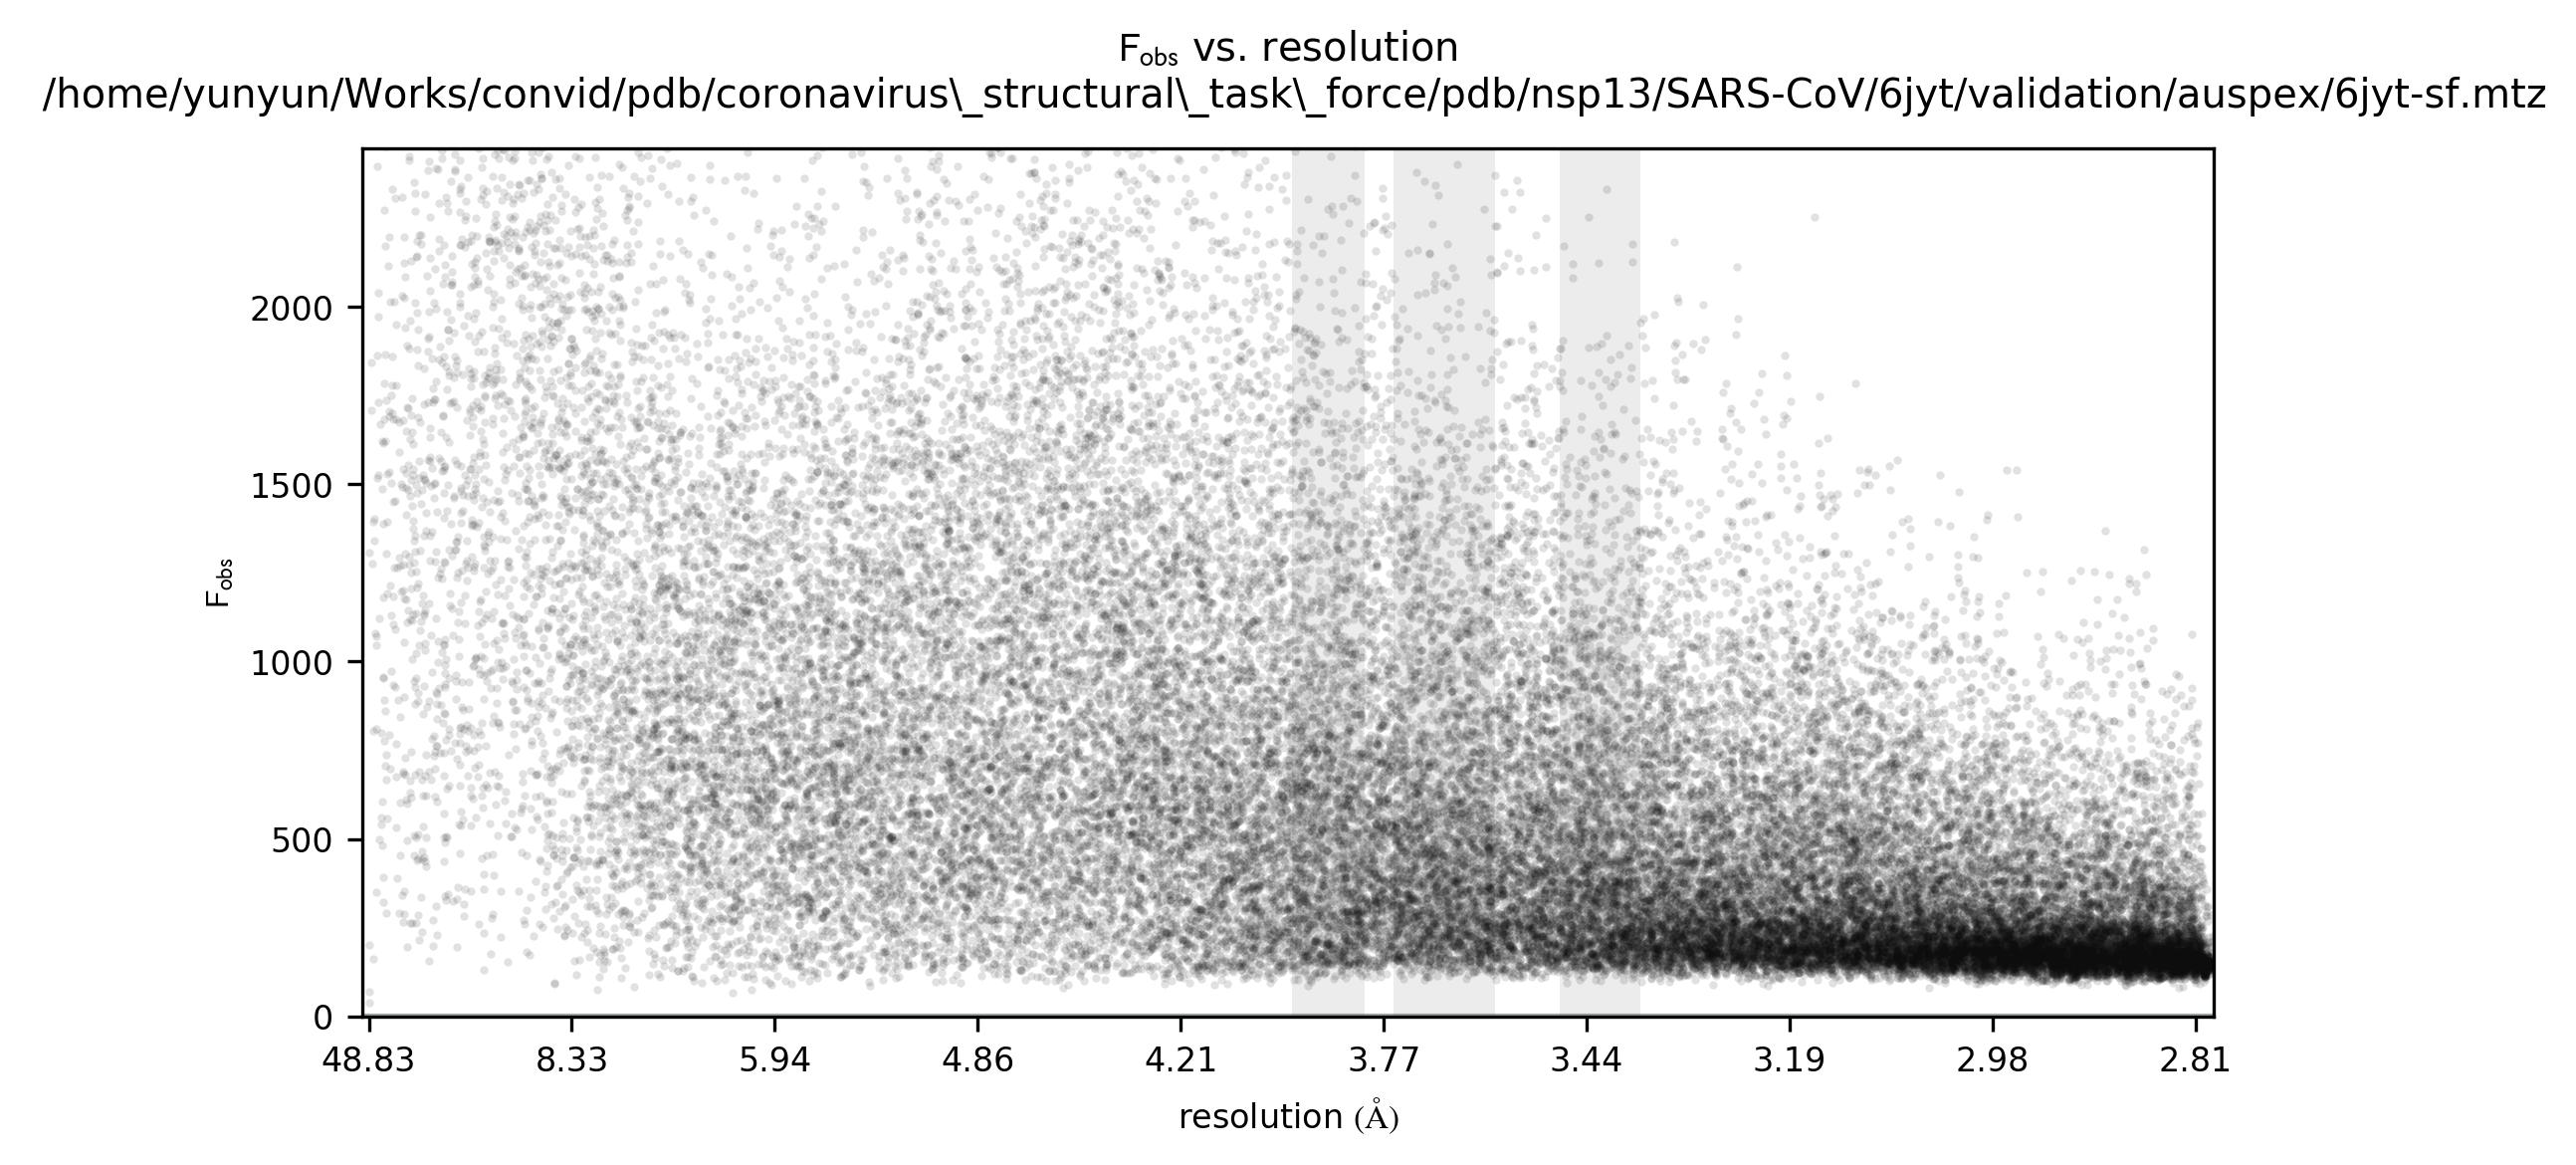 Fobs vs. resolution
/home/yunyun/Works/convid/pdb/coronavirus\_structural\_task\_force/pdb/nsp13/SARS-CoV/6jyt/validation/auspex/6jyt-sf.mtz
2000
1500
1000
500
0
Fobs
48.83 8.33 5.94 4.86 4.21 3.77 3.44 3.19 2.98 2.81
resolution (Å)